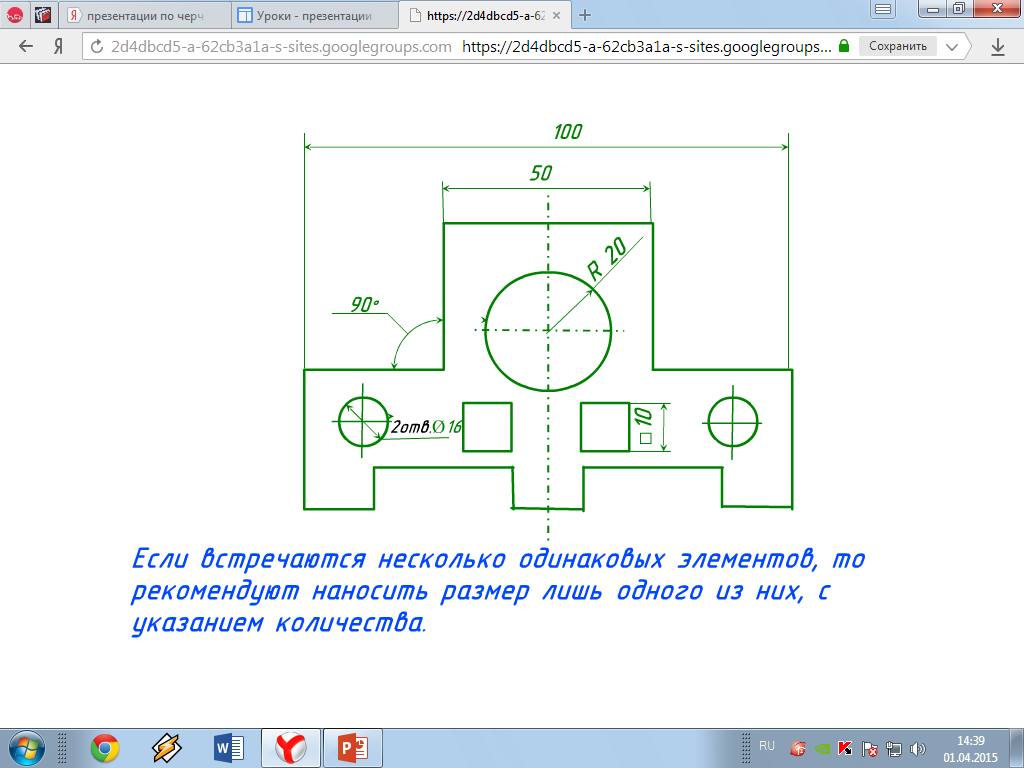 презентации по черч
Уроки - презентации
https://2d4dbcd5-a-62
2d4dbcd5-a-62cb3a1a-s-sites.googlegroups.com https://2d4dbcd5-a-62cb3a1a-s-sites.googlegroups... Сохранить
100
50
R 20
90°
2отв.Ø 16
□ 10
Если встречаются несколько одинаковых элементов, то
рекомендуют наносить размер лишь одного из них, с
указанием количества.
RU
14:39
01.04.2015